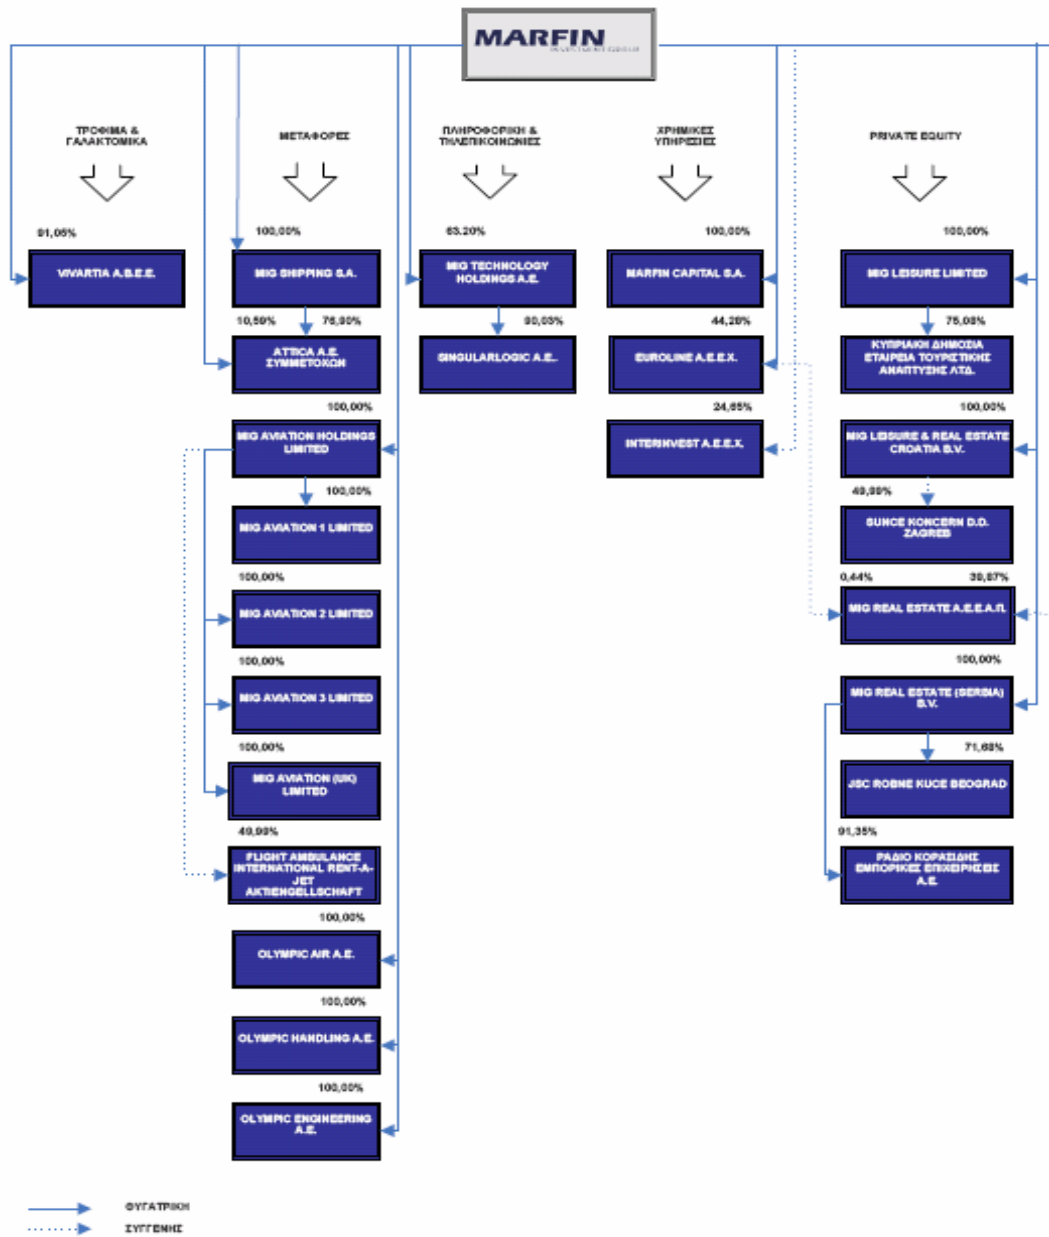 MARFIN
INVESTMENT GROUP
ΤΡΟΦΙΜΑ &
ΓΑΛΑΚΤΟΜΙΚΑ
ΜΕΤΑΦΟΡΕΣ
ΠΛΗΡΟΦΟΡΙΚΗ &
ΤΗΛΕΠΙΚΟΙΝΩΝΙΕΣ
ΧΡΗΜΙΚΕΣ
ΥΠΗΡΕΣΙΕΣ
PRIVATE EQUITY
91,05%
VIVARTIA Α.Β.Ε.Ε.
100,00%
MIG SHIPPING S.A.
10,59%
76,90%
ATTICA Α.Ε.
ΣΥΜΜΕΤΟΧΩΝ
100,00%
MIG AVIATION HOLDINGS
LIMITED
100,00%
MIG AVIATION 1 LIMITED
100,00%
MIG AVIATION 2 LIMITED
100,00%
MIG AVIATION 3 LIMITED
100,00%
MIG AVIATION (UK)
LIMITED
49,99%
FLIGHT AMBULANCE
INTERNATIONAL RENT-A-
JET
AKTIENGELLSCHAFT
100,00%
OLYMPIC AIR Α.Ε.
100,00%
OLYMPIC HANDLING Α.Ε.
100,00%
OLYMPIC ENGINEERING
Α.Ε.
63.20%
MIG TECHNOLOGY
HOLDINGS Α.Ε.
90,03%
SINGULARLOGIC Α.Ε..
100,00%
MARFIN CAPITAL S.A.
44,28%
EUROLINE Α.Ε.Ε.Χ.
24,65%
INTERINVEST Α.Ε.Ε.Χ.
100,00%
MIG LEISURE LIMITED
75,08%
ΚΥΠΡΙΑΚΗ ΔΗΜΟΣΙΑ
ΕΤΑΙΡΕΙΑ ΤΟΥΡΙΣΤΙΚΗΣ
ΑΝΑΠΤΥΞΗΣ ΛΤΔ.
100,00%
MIG LEISURE & REAL ESTATE
CROATIA B.V.
49,99%
SUNCE KONCERN D.D.
ZAGREB
0,44%
39,87%
MIG REAL ESTATE Α.Ε.Ε.Α.Π.
100,00%
MIG REAL ESTATE (SERBIA)
B.V.
71,68%
JSC ROBNE KUCE BEOGRAD
91,35%
ΡΑΔΙΟ ΚΟΡΑΣΙΔΗΣ
ΕΜΠΟΡΙΚΕΣ ΕΠΙΧΕΙΡΗΣΕΙΣ
Α.Ε.
ΘΥΓΑΤΡΙΚΗ
ΣΥΓΓΕΝΗΣ